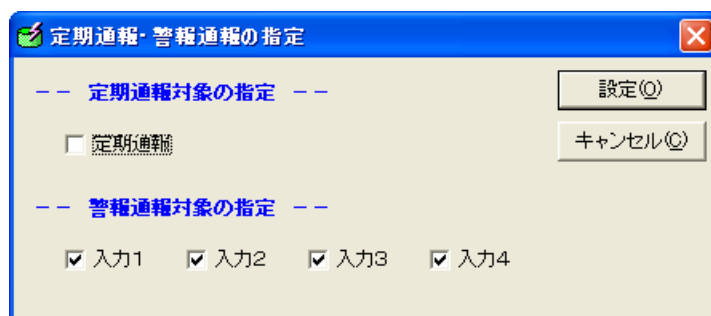 定期通報・警報通報の指定
－－ 定期通報対象の指定 －－
設定(O)
定期通報
キャンセル(C)
－－ 警報通報対象の指定 －－
入力1 入力2 入力3 入力4